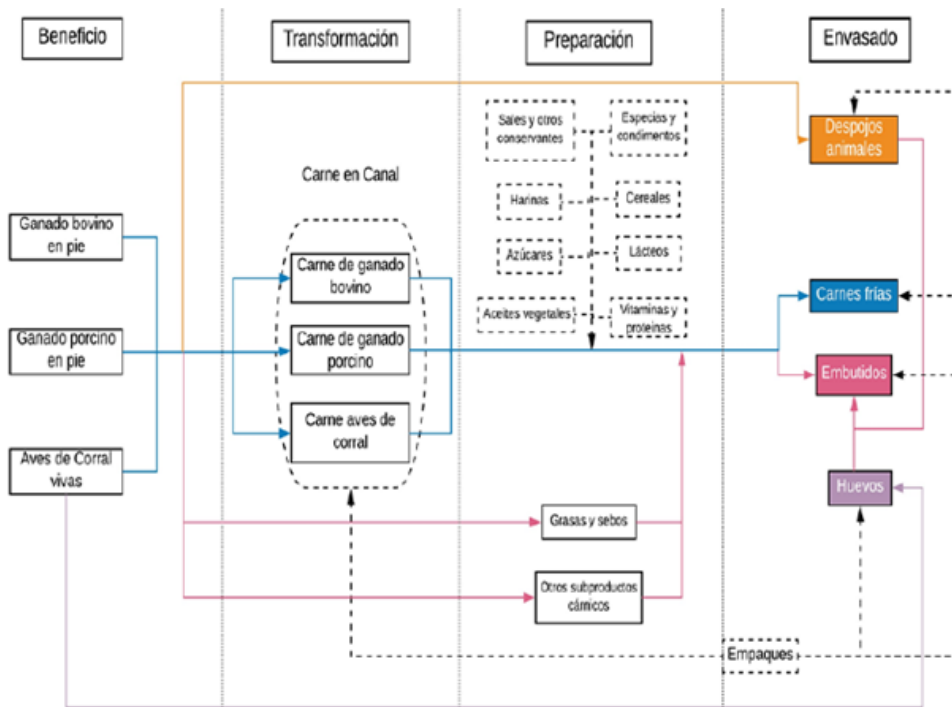 Beneficio
Transformación
Preparación
Envasado
Sales y otros
conservantes
Especias y
condimentos
Despojos
animales
Carne en Canal
Harinas
Cereales
Ganado bovino
en pie
Carne de ganado
bovino
Azúcares
Lácteos
Carnes frías
Aceites vegetales
Vitaminas y
proteinas
Ganado porcino
en pie
Carne de ganado
porcino
Embutidos
Carne aves de
corral
Aves de Corral
vivas
Huevos
Grasas y sebos
Otros subproductos
cárnicos
Empaques